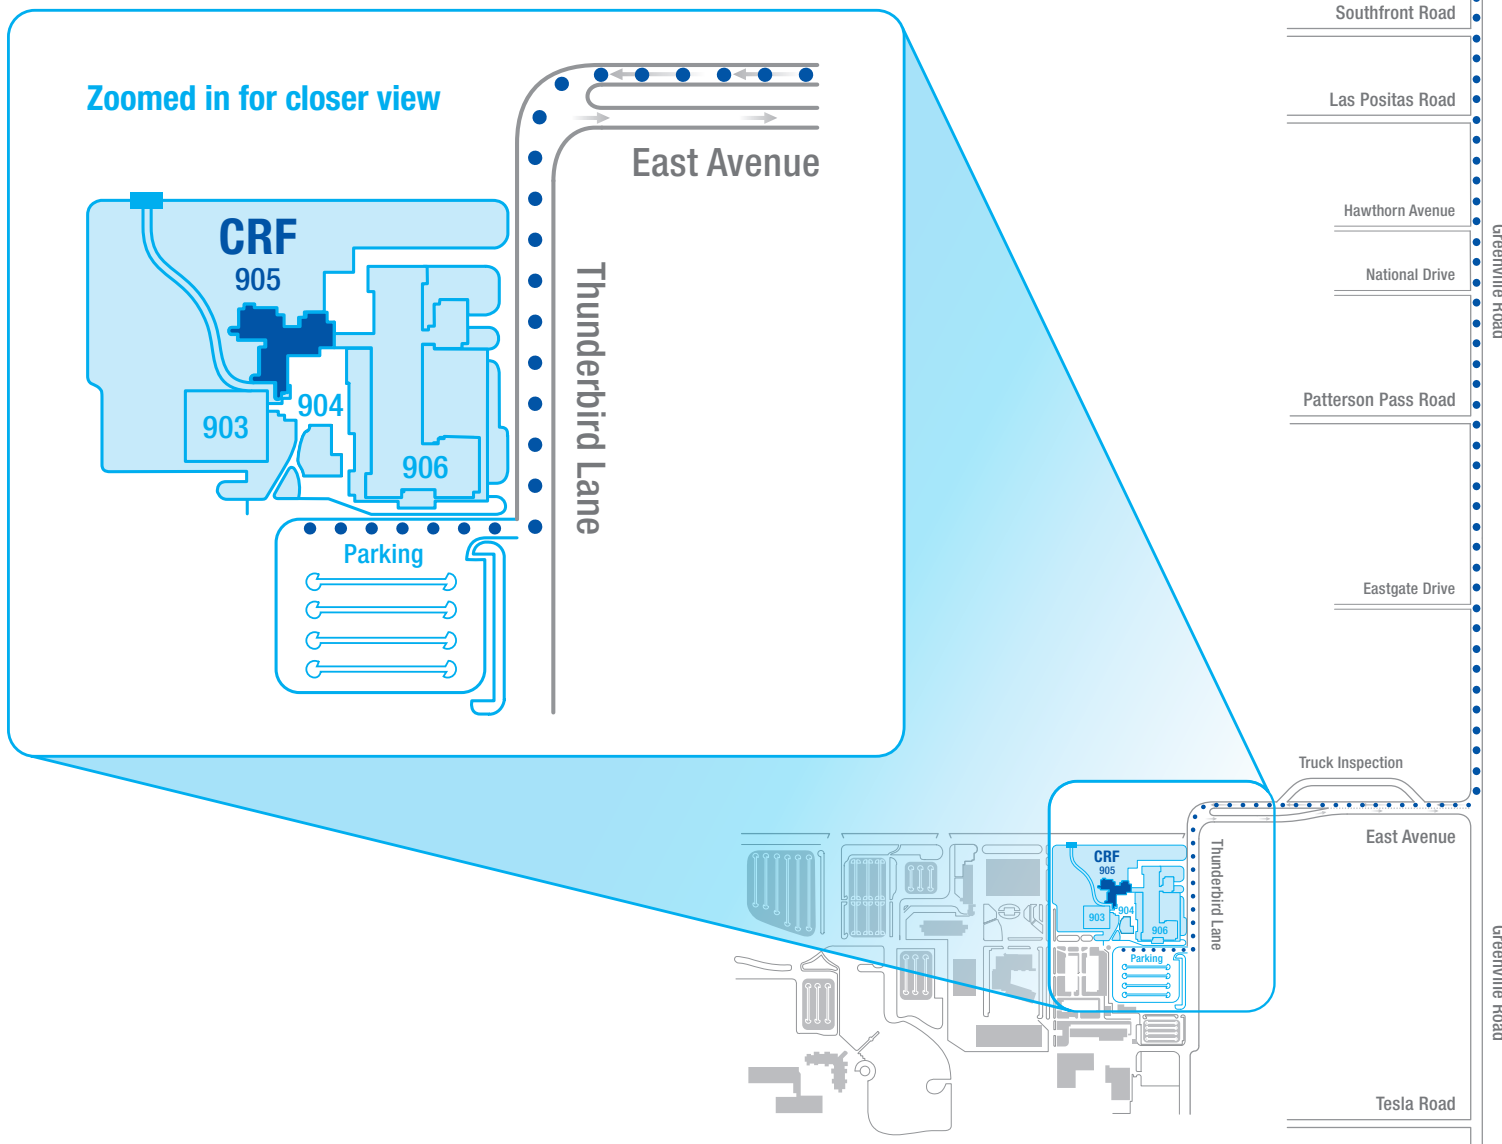 Zoomed in for closer view
East Avenue
CRF
905
Thunderbird Lane
904
903
906
Parking
Southfront Road
Las Positas Road
Hawthorn Avenue
Greenville Road
National Drive
Patterson Pass Road
Eastgate Drive
Truck Inspection
East Avenue
Thunderbird Lane
CRF
905
904
903
906
Parking
Greenville Road
Tesla Road